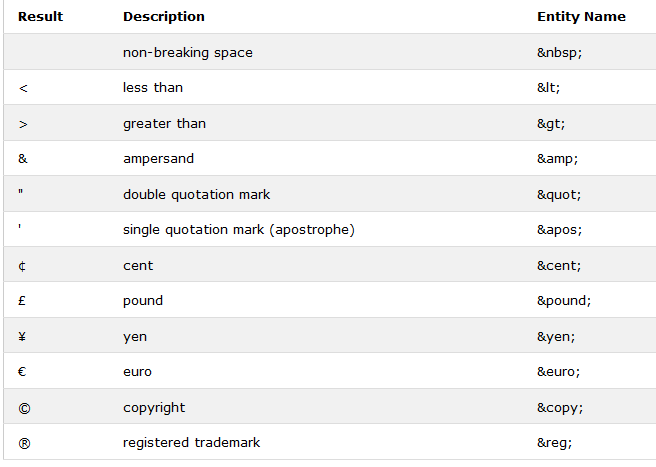 Result Description Entity Name
non-breaking space &nbsp;
< less than &lt;
> greater than &gt;
& ampersand &amp;
" double quotation mark &quot;
' single quotation mark (apostrophe) &apos;
¢ cent &cent;
£ pound &pound;
¥ yen &yen;
€ euro &euro;
© copyright &copy;
® registered trademark &reg;